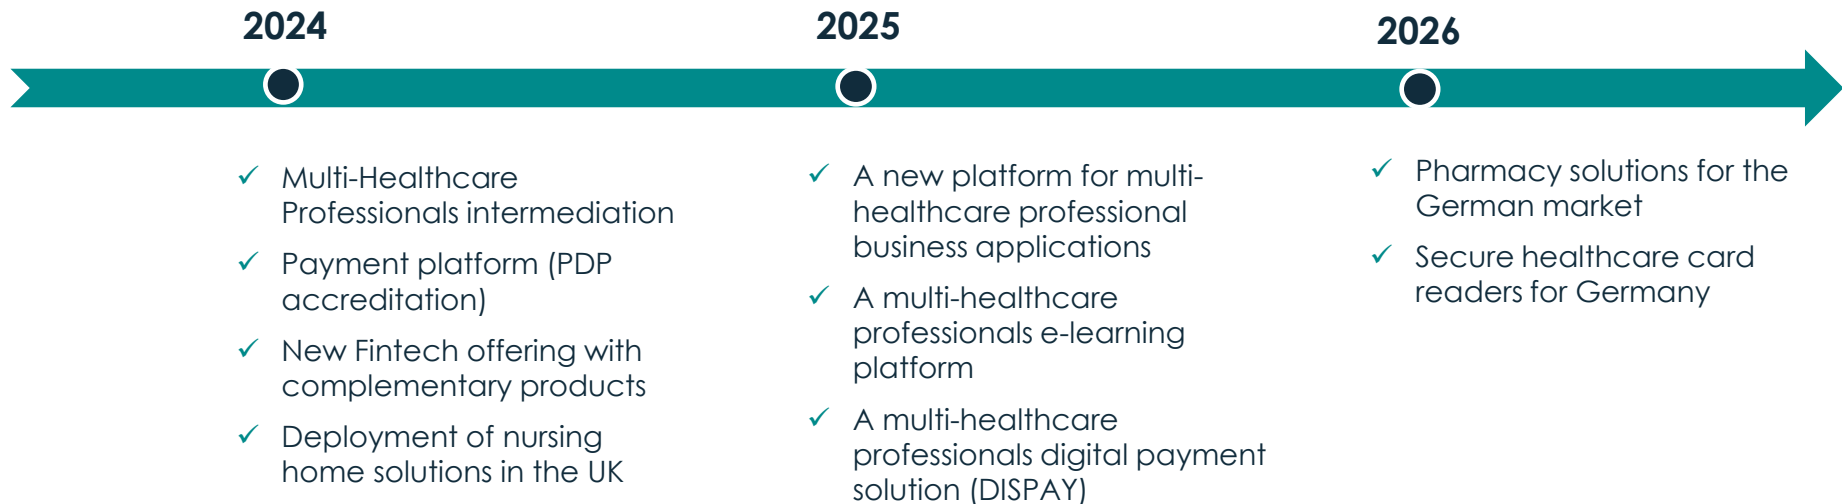 2024
✓ Multi-Healthcare
Professionals intermediation
✓ Payment platform (PDP
accreditation)
✓ New Fintech offering with
complementary products
✓ Deployment of nursing
home solutions in the UK
2025
✓ A new platform for multi-
healthcare professional
business applications
✓ A multi-healthcare
professionals e-learning
platform
✓ A multi-healthcare
professionals digital payment
solution (DISPAY)
2026
✓ Pharmacy solutions for the
German market
✓ Secure healthcare card
readers for Germany